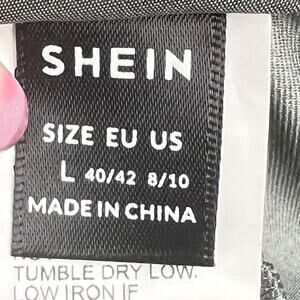 SHEIN
SIZE EU US
L 40/42 8/10
MADE IN CHINA
TUMBLE DRY LOW.
LOW IRON IF